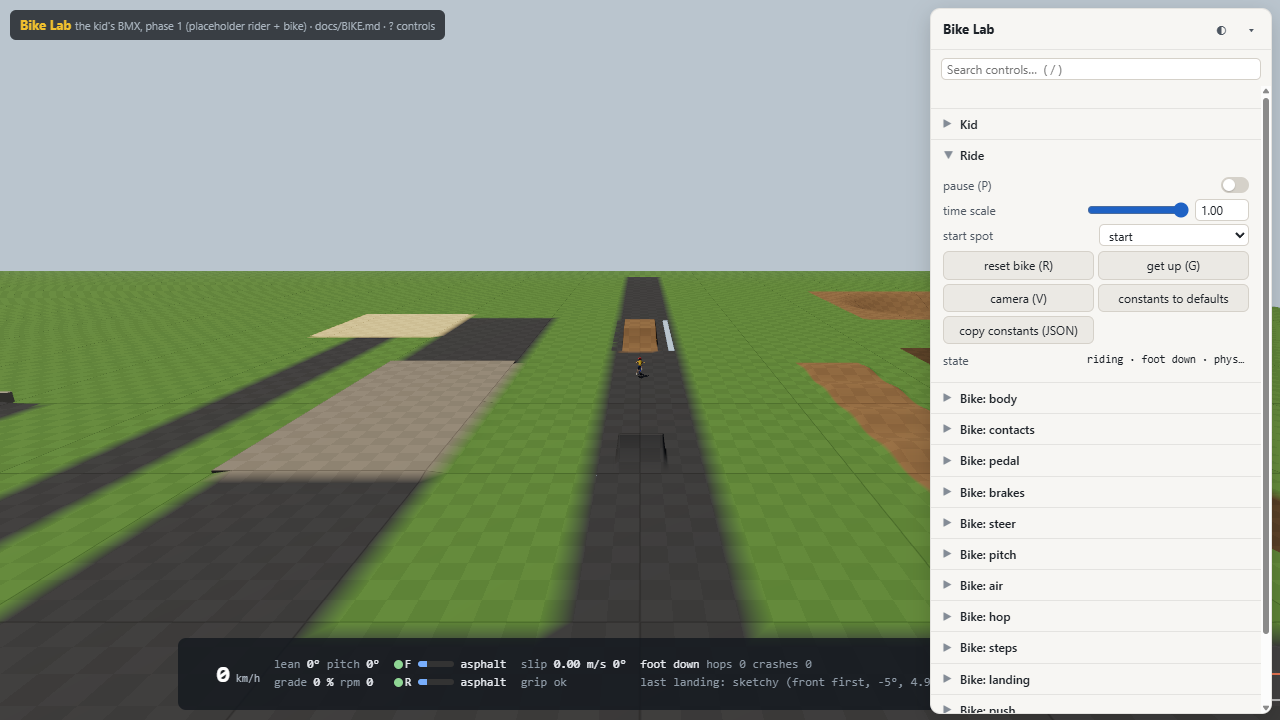 Bike Lab the kid's BMX, phase 1 (placeholder rider + bike) · docs/BIKE.md · ? controls
Bike Lab
Search controls... ( / )
Kid
Ride
pause (P)
time scale 1.00
start spot start
reset bike (R) get up (G)
camera (V) constants to defaults
copy constants (JSON)
state riding · foot down · phys…
Bike: body
Bike: contacts
Bike: pedal
Bike: brakes
Bike: steer
Bike: pitch
Bike: air
Bike: hop
Bike: steps
Bike: landing
Bike: push
0 km/h
lean 0° pitch 0° F asphalt slip 0.00 m/s 0° foot down hops 0 crashes 0
grade 0 % rpm 0 R asphalt grip ok last landing: sketchy (front first, -5°, 4.9